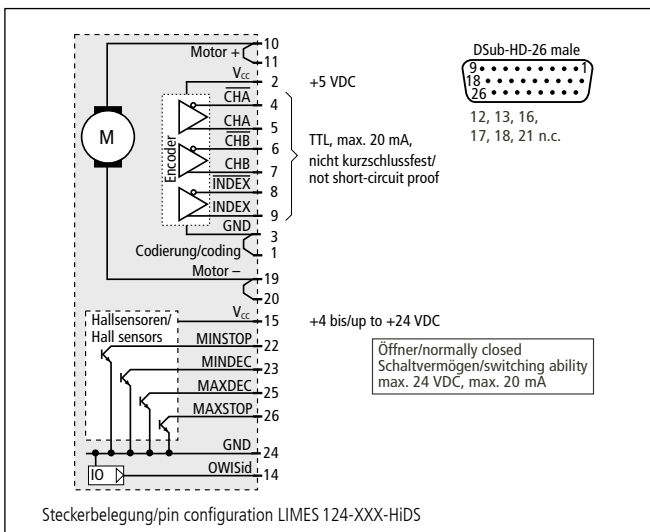 Motor +
10
11
V_CC
2
+5 VDC
CHA
4
CHA
5
CHB
6
CHB
7
INDEX
8
INDEX
9
GND
3
Codierung/coding
1
Motor –
19
20
M
Encoder
TTL, max. 20 mA,
nicht kurzschlussfest/
not short-circuit proof
DSub-HD-26 male
9
1
18
26
12, 13, 16,
17, 18, 21 n.c.
Hallsensoren/
Hall sensors
V_CC
15
+4 bis/up to +24 VDC
MINSTOP
22
MINDEC
23
MAXDEC
25
MAXSTOP
26
GND
24
OWISid
14
IO
Öffner/normally closed
Schaltvermögen/switching ability
max. 24 VDC, max. 20 mA
Steckerbelegung/pin configuration LIMES 124-XXX-HiDS